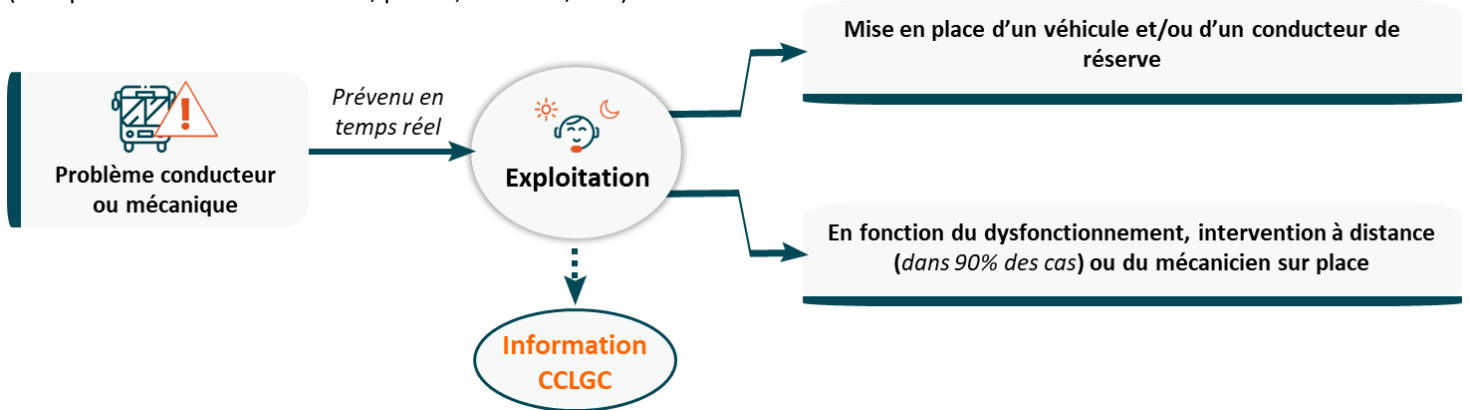 Mise en place d’un véhicule et/ou d’un conducteur de
réserve
Prévenu en
temps réel
Problème conducteur
ou mécanique
Exploitation
En fonction du dysfonctionnement, intervention à distance
(dans 90% des cas) ou du mécanicien sur place
Information
CCLGC